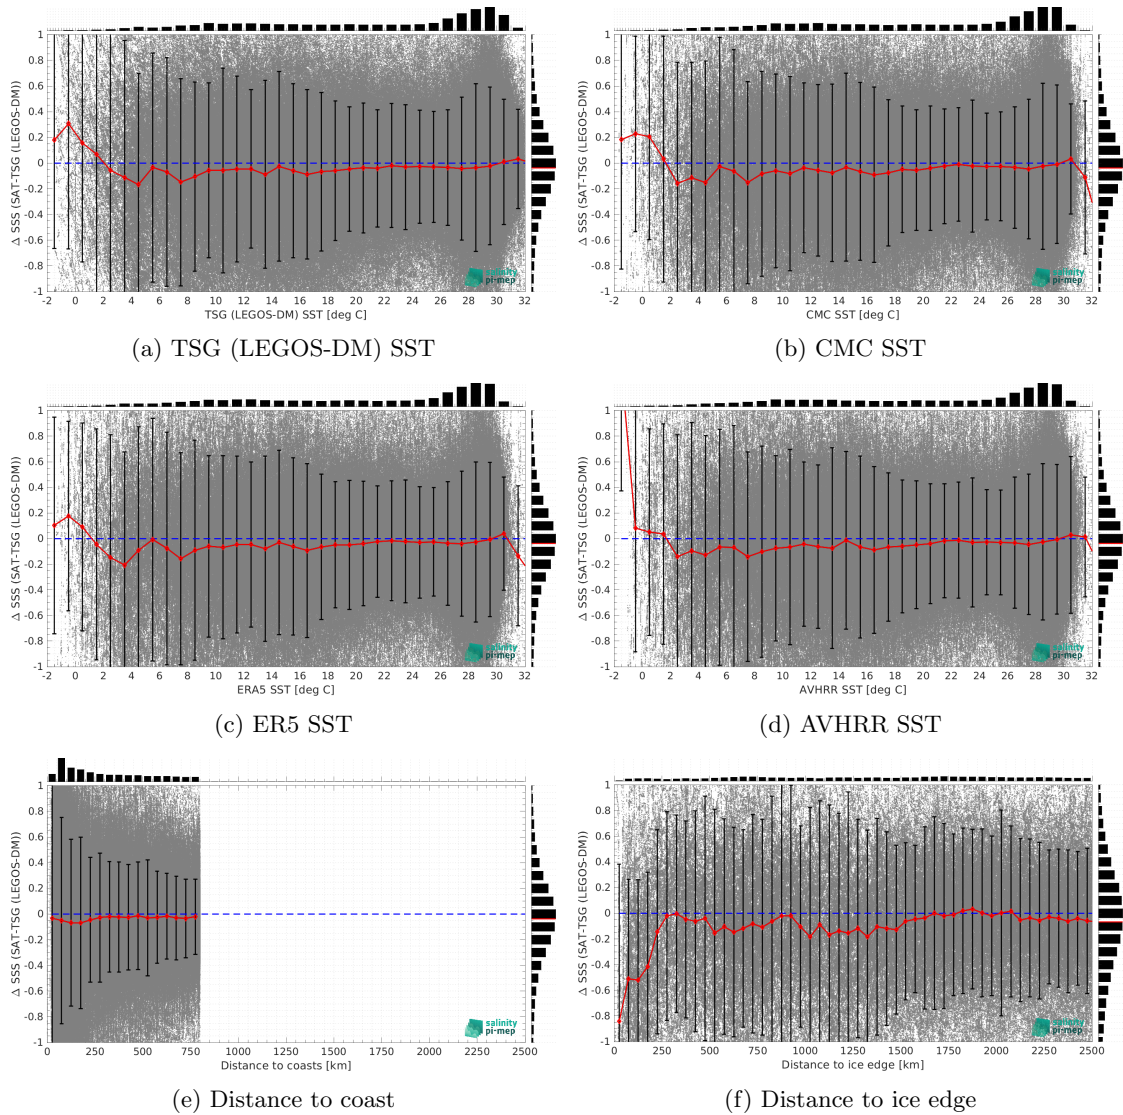 1
0.8
0.6
0.4
0.2
0
-0.2
-0.4
-0.6
-0.8
-1
Δ SSS (SAT-TSG (LEGOS-DM))
salinity
pi-mep
-2 0 2 4 6 8 10 12 14 16 18 20 22 24 26 28 30 32
TSG (LEGOS-DM) SST [deg C]
(a) TSG (LEGOS-DM) SST
1
0.8
0.6
0.4
0.2
0
-0.2
-0.4
-0.6
-0.8
-1
Δ SSS (SAT-TSG (LEGOS-DM))
salinity
pi-mep
-2 0 2 4 6 8 10 12 14 16 18 20 22 24 26 28 30 32
CMC SST [deg C]
(b) CMC SST
1
0.8
0.6
0.4
0.2
0
-0.2
-0.4
-0.6
-0.8
-1
Δ SSS (SAT-TSG (LEGOS-DM))
salinity
pi-mep
-2 0 2 4 6 8 10 12 14 16 18 20 22 24 26 28 30 32
ERA5 SST [deg C]
(c) ER5 SST
1
0.8
0.6
0.4
0.2
0
-0.2
-0.4
-0.6
-0.8
-1
Δ SSS (SAT-TSG (LEGOS-DM))
salinity
pi-mep
-2 0 2 4 6 8 10 12 14 16 18 20 22 24 26 28 30 32
AVHRR SST [deg C]
(d) AVHRR SST
1
0.8
0.6
0.4
0.2
0
-0.2
-0.4
-0.6
-0.8
-1
Δ SSS (SAT-TSG (LEGOS-DM))
salinity
pi-mep
0 250 500 750 1000 1250 1500 1750 2000 2250 2500
Distance to coasts [km]
(e) Distance to coast
1
0.8
0.6
0.4
0.2
0
-0.2
-0.4
-0.6
-0.8
-1
Δ SSS (SAT-TSG (LEGOS-DM))
salinity
pi-mep
0 250 500 750 1000 1250 1500 1750 2000 2250 2500
Distance to ice edge [km]
(f) Distance to ice edge